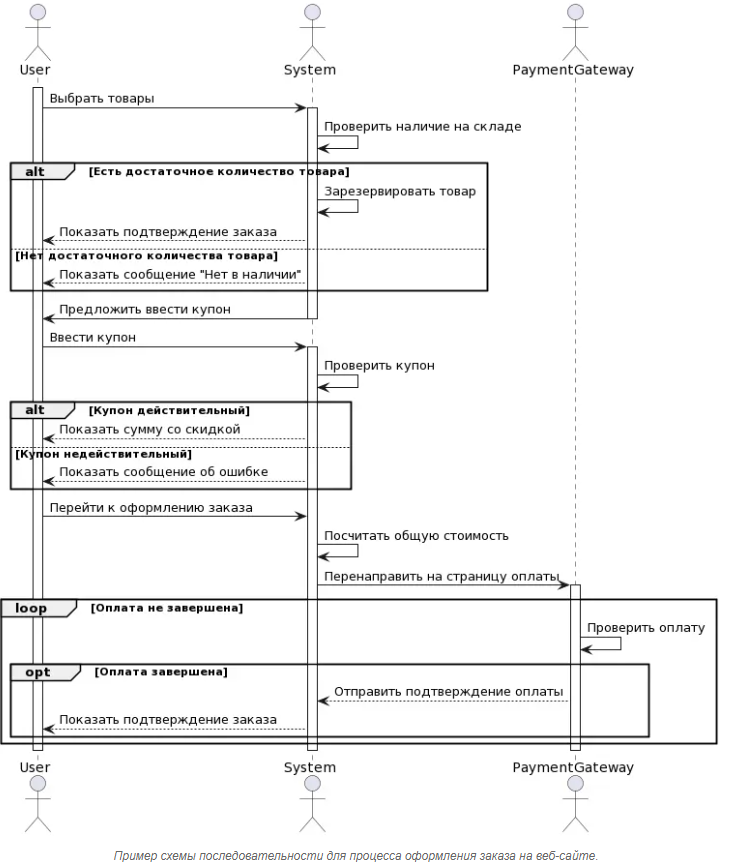 User System PaymentGateway
Выбрать товары
Проверить наличие на складе
alt [Есть достаточное количество товара]
Зарезервировать товар
Показать подтверждение заказа
[Нет достаточного количества товара]
Показать сообщение "Нет в наличии"
Предложить ввести купон
Ввести купон
Проверить купон
alt [Купон действительный]
Показать сумму со скидкой
[Купон недействительный]
Показать сообщение об ошибке
Перейти к оформлению заказа
Посчитать общую стоимость
Перенаправить на страницу оплаты
loop [Оплата не завершена]
Проверить оплату
opt [Оплата завершена]
Отправить подтверждение оплаты
Показать подтверждение заказа
User System PaymentGateway
Пример схемы последовательности для процесса оформления заказа на веб-сайте.